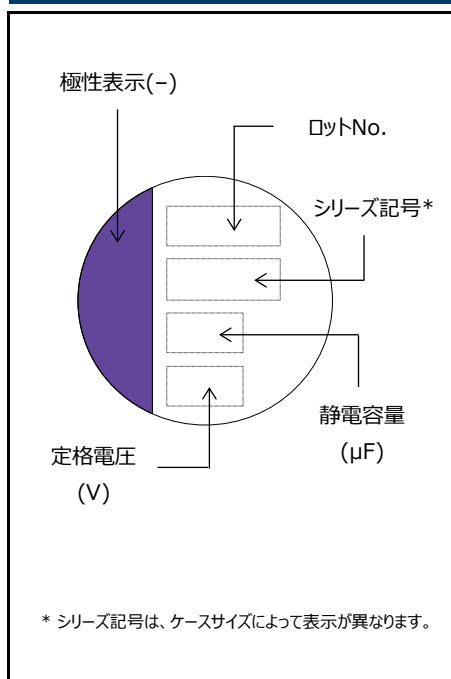 極性表示(–)
ロットNo.
シリーズ記号*
静電容量
(μF)
定格電圧
(V)
* シリーズ記号は、ケースサイズによって表示が異なります。